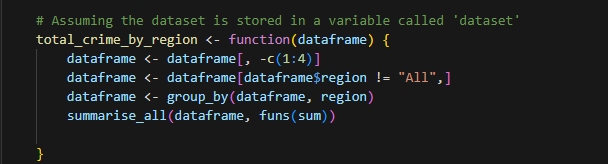 # Assuming the dataset is stored in a variable called 'dataset'
total_crime_by_region <- function(dataframe) {
    dataframe <- dataframe[, -c(1:4)]
    dataframe <- dataframe[dataframe$region != "All",]
    dataframe <- group_by(dataframe, region)
    summarise_all(dataframe, funs(sum))
}